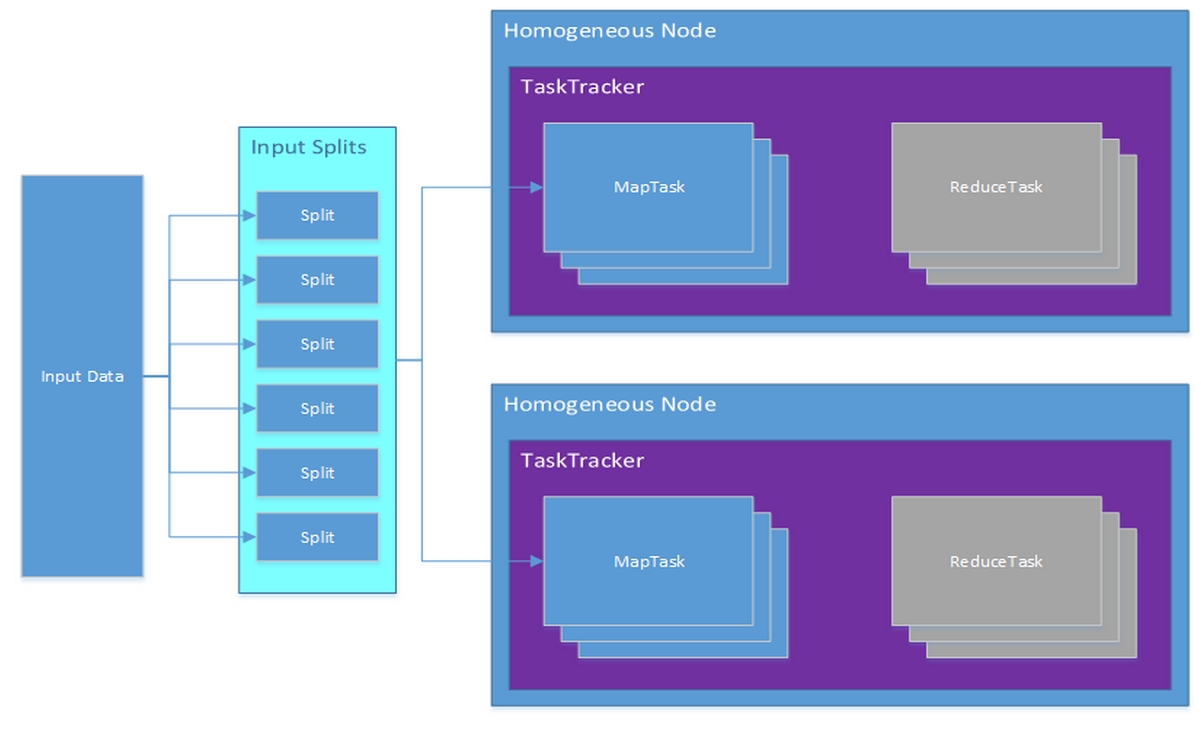 Homogeneous Node
TaskTracker
MapTask
ReduceTask
Input Splits
Split
Split
Split
Split
Split
Split
Input Data
Homogeneous Node
TaskTracker
MapTask
ReduceTask